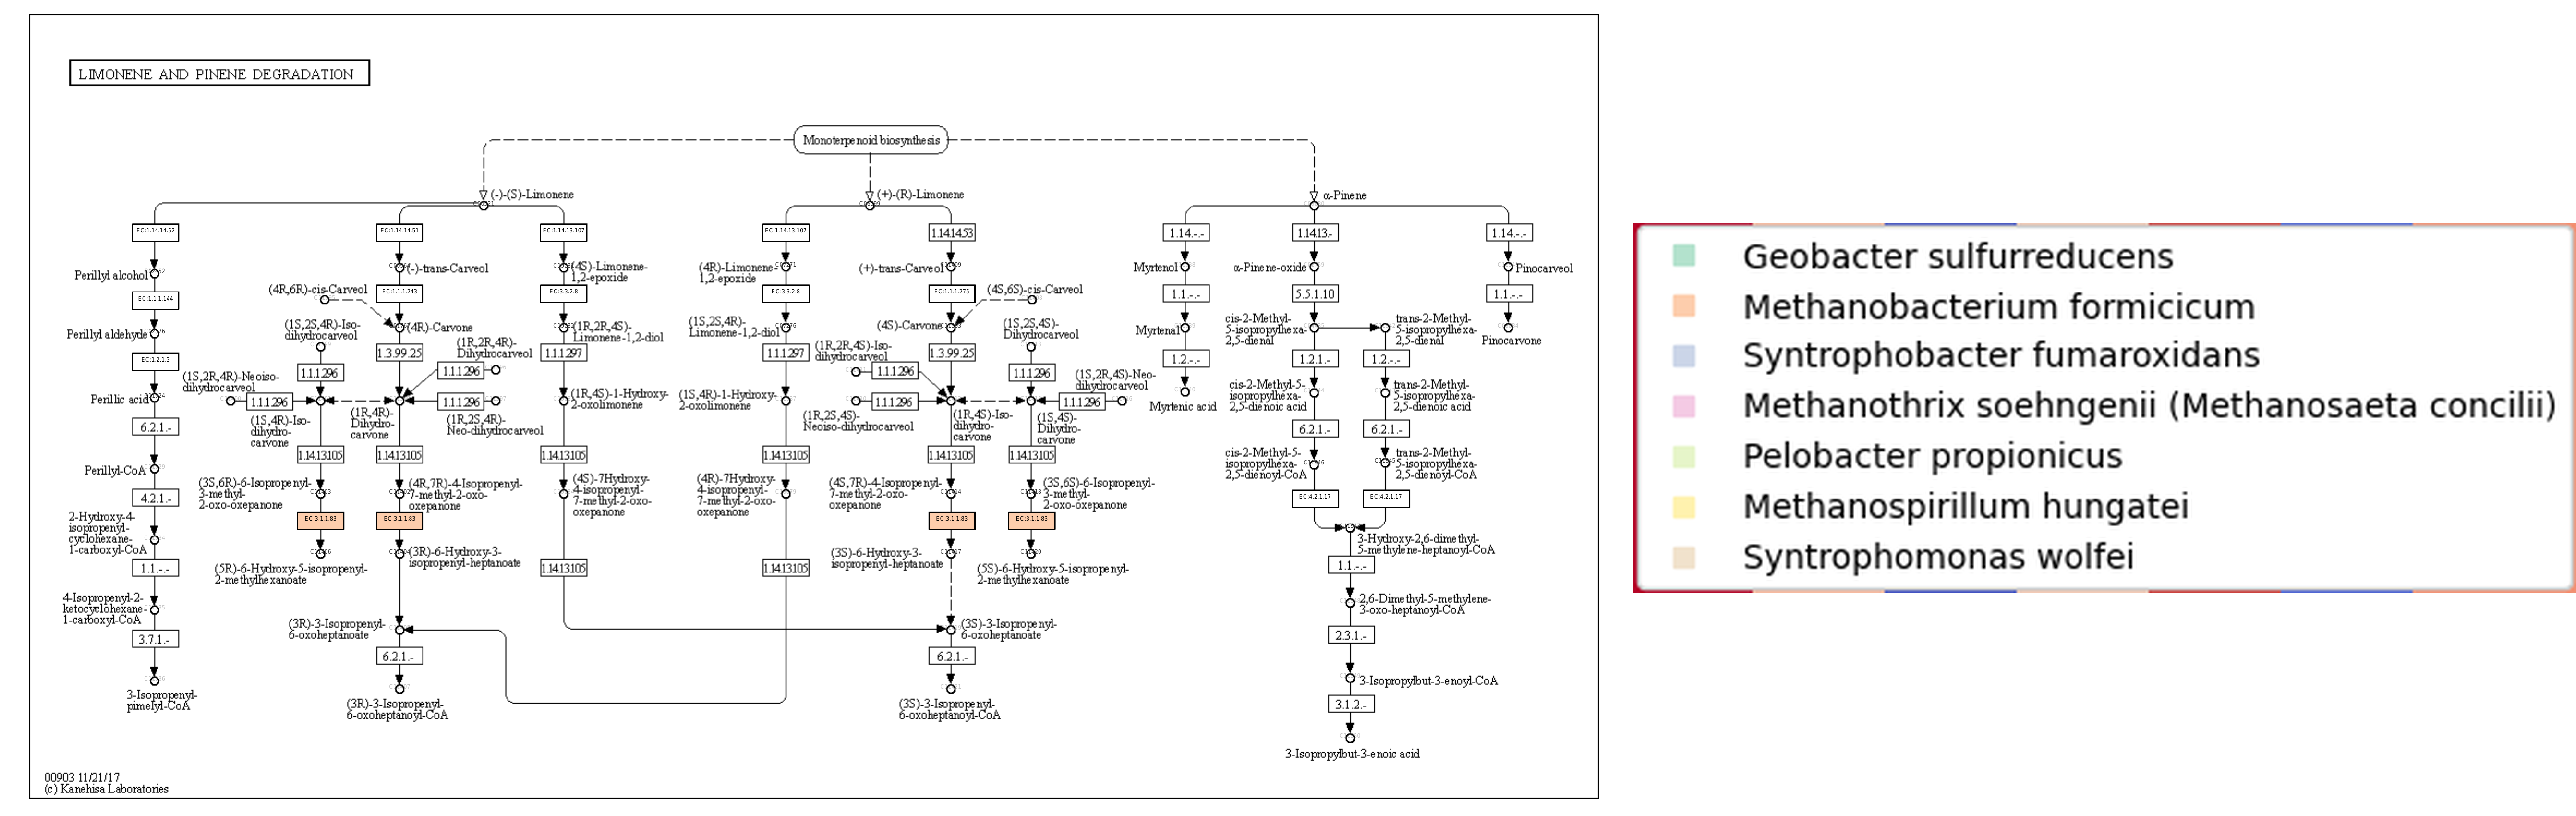 LIMONENE AND PINENE DEGRADATION
Monoterpenoid biosynthesis
(-)-(S)-Limonene
(+)-(R)-Limonene
α-Pinene
EC:1.14.14.52
EC:1.14.14.51
EC:1.14.13.107
EC:1.14.13.107
1.14.14.53
1.14.-.-
1.14.13.-
1.14.-.-
Perillyl alcohol
(-)-trans-Carveol
(4S)-Limonene-
1,2-epoxide
(4R)-Limonene-
1,2-epoxide
(+)-trans-Carveol
Myrtenol
α-Pinene-oxide
Pinocarveol
EC:1.1.1.144
(4R,6R)-cis-Carveol
EC:1.1.1.243
EC:3.3.2.8
EC:3.3.2.8
EC:1.1.1.275
(4S,6S)-cis-Carveol
1.1.-.-
5.5.1.10
1.1.-.-
Perillyl aldehyde
(1S,2S,4R)-Iso-
dihydrocarveol
(4R)-Carvone
(1R,2R,4S)-
Limonene-1,2-diol
(1S,2S,4R)-
Limonene-1,2-diol
(4S)-Carvone
(1S,2S,4S)-
Dihydrocarveol
Myrtenal
cis-2-Methyl-
5-isopropylhexa-
2,5-dienal
trans-2-Methyl-
5-isopropylhexa-
2,5-dienal
Pinocarvone
EC:1.2.1.3
1.3.99.25
(1R,2R,4R)-
Dihydrocarveol
1.1.1.297
1.1.1.297
(1R,2R,4S)-Iso-
dihydrocarveol
1.3.99.25
1.2.-.-
1.2.1.-
1.2.-.-
1.1.1.296
1.1.1.296
1.1.1.296
1.1.1.296
(1S,2R,4R)-Neoiso-
dihydrocarveol
(1S,2R,4S)-Neo-
dihydrocarveol
Perillic acid
1.1.1.296
1.1.1.296
(1R,4S)-1-Hydroxy-
2-oxolimonene
(1S,4R)-1-Hydroxy-
2-oxolimonene
1.1.1.296
1.1.1.296
Myrtenic acid
cis-2-Methyl-5-
isopropylhexa-
2,5-dienoic acid
trans-2-Methyl-
5-isopropylhexa-
2,5-dienoic acid
(1S,4R)-Iso-
dihydro-
carvone
(1R,4R)-
Dihydro-
carvone
(1R,2S,4R)-
Neo-dihydrocarveol
(1R,2S,4S)-
Neoiso-dihydrocarveol
(1R,4S)-Iso-
dihydro-
carvone
(1S,4S)-
Dihydro-
carvone
6.2.1.-
6.2.1.-
6.2.1.-
1.14.13.105
1.14.13.105
1.14.13.105
1.14.13.105
1.14.13.105
1.14.13.105
Perillyl-CoA
cis-2-Methyl-5-
isopropylhexa-
2,5-dienoyl-CoA
trans-2-Methyl-
5-isopropylhexa-
2,5-dienoyl-CoA
(3S,6R)-6-Isopropenyl-
3-methyl-
2-oxo-oxepanone
(4R,7R)-4-Isopropenyl-
7-methyl-2-oxo-
oxepanone
(4S)-7-Hydroxy-
4-isopropenyl-
7-methyl-2-oxo-
oxepanone
(4R)-7-Hydroxy-
4-isopropenyl-
7-methyl-2-oxo-
oxepanone
(4S,7R)-4-Isopropenyl-
7-methyl-2-oxo-
oxepanone
(3S,6S)-6-Isopropenyl-
3-methyl-
2-oxo-oxepanone
4.2.1.-
EC:4.2.1.17
EC:4.2.1.17
EC:3.1.1.83
EC:3.1.1.83
EC:3.1.1.83
EC:3.1.1.83
2-Hydroxy-4-
isopropenyl-
cyclohexane-
1-carboxyl-CoA
3-Hydroxy-2,6-dimethyl-
5-methylene-heptanoyl-CoA
(5R)-6-Hydroxy-5-isopropenyl-
2-methylhexanoate
(3R)-6-Hydroxy-3-
isopropenyl-heptanoate
(3S)-6-Hydroxy-3-
isopropenyl-heptanoate
(5S)-6-Hydroxy-5-isopropenyl-
2-methylhexanoate
1.1.-.-
1.14.13.105
1.14.13.105
1.1.-.-
4-Isopropenyl-2-
ketocyclohexane-
1-carboxyl-CoA
2,6-Dimethyl-5-methylene-
3-oxo-heptanoyl-CoA
(3R)-3-Isopropenyl-
6-oxoheptanoate
(3S)-3-Isopropenyl-
6-oxoheptanoate
3.7.1.-
6.2.1.-
6.2.1.-
2.3.1.-
3-Isopropenyl-
pimelyl-CoA
(3R)-3-Isopropenyl-
6-oxoheptanoyl-CoA
(3S)-3-Isopropenyl-
6-oxoheptanoyl-CoA
3-Isopropylbut-3-enoyl-CoA
3.1.2.-
3-Isopropylbut-3-enoic acid
00903 11/21/17
(c) Kanehisa Laboratories
Geobacter sulfurreducens
Methanobacterium formicicum
Syntrophobacter fumaroxidans
Methanothrix soehngenii (Methanosaeta concilii)
Pelobacter propionicus
Methanospirillum hungatei
Syntrophomonas wolfei